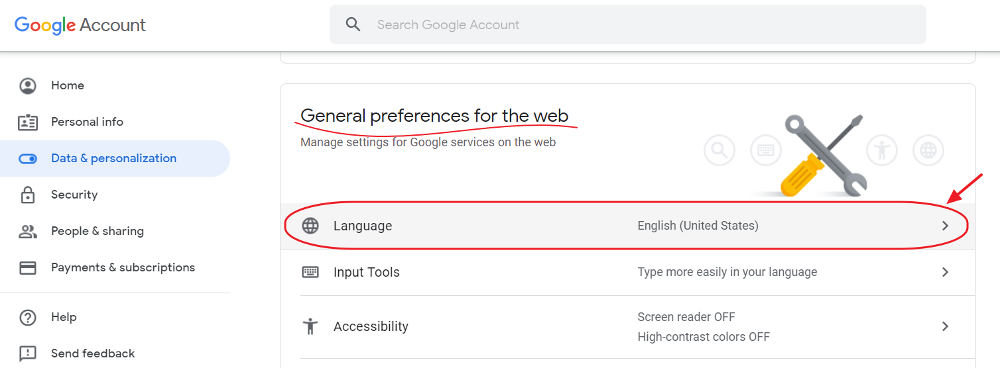 Google Account
Search Google Account
Home
Personal info
Data & personalization
Security
People & sharing
Payments & subscriptions
Help
Send feedback
General preferences for the web
Manage settings for Google services on the web
Language English (United States)
Input Tools Type more easily in your language
Accessibility Screen reader OFF
High-contrast colors OFF